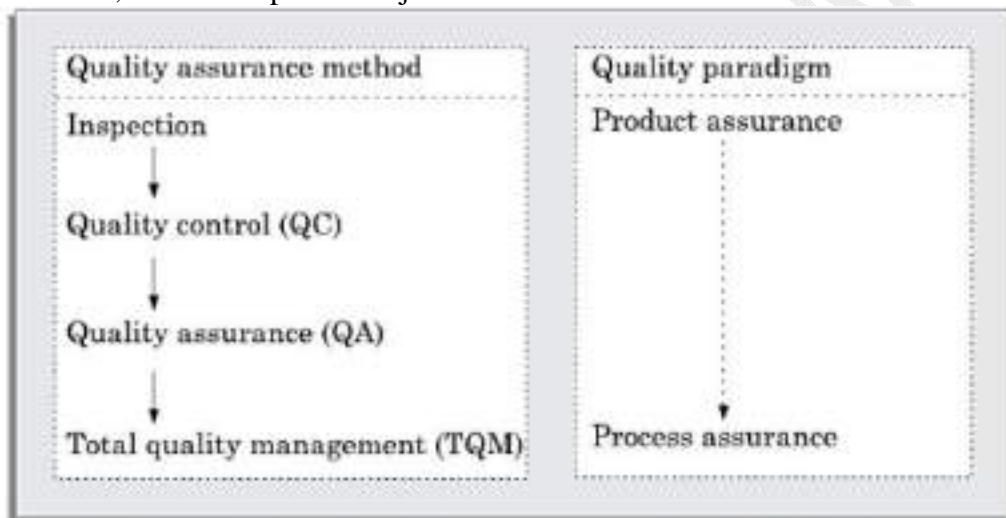 Quality assurance method
Inspection
Quality control (QC)
Quality assurance (QA)
Total quality management (TQM)
Quality paradigm
Product assurance
Process assurance